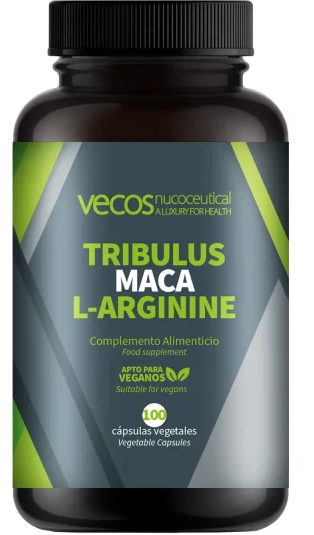 vecos nucoceutical
A LUXURY FOR HEALTH
TRIBULUS
MACA
L-ARGININE
Complemento Alimenticio
Food supplement
APTO PARA
VEGANOS
Suitable for vegans
100
cápsulas vegetales
Vegetable Capsules